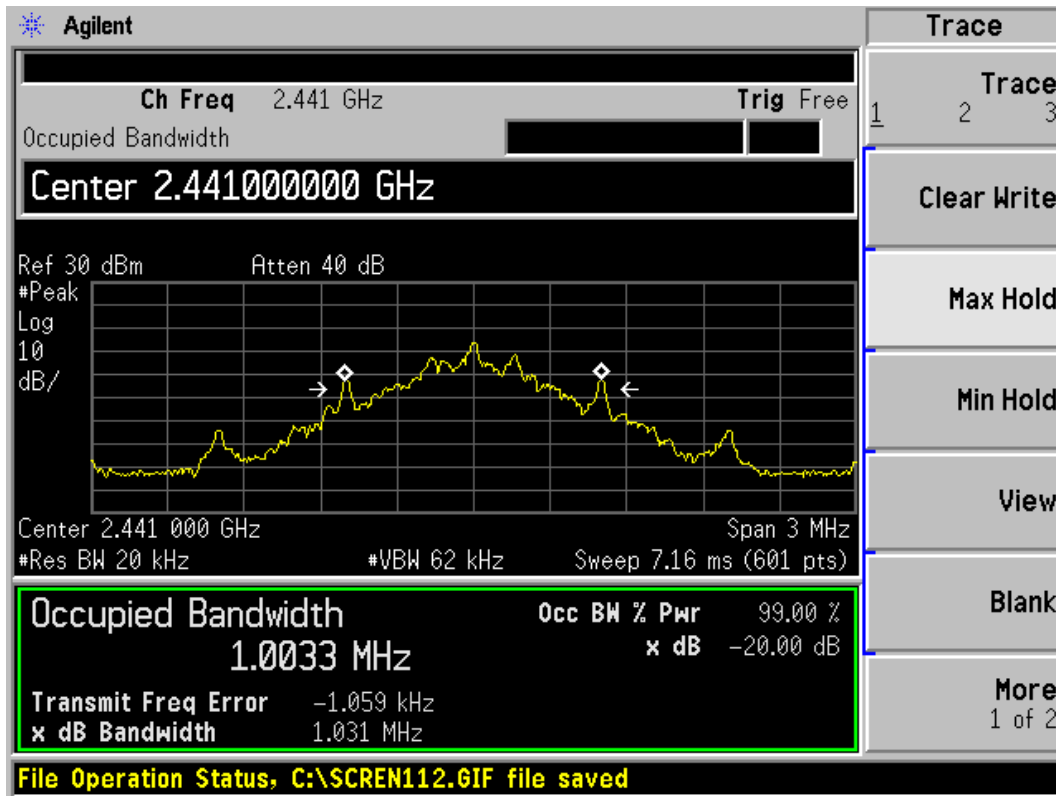 Agilent
Trace
Ch Freq 2.441 GHz Trig Free
Occupied Bandwidth
Center 2.441000000 GHz
Ref 30 dBm Atten 40 dB
#Peak
Log
10
dB/
Center 2.441 000 GHz Span 3 MHz
#Res BW 20 kHz #VBW 62 kHz Sweep 7.16 ms (601 pts)
Occupied Bandwidth
1.0033 MHz
Occ BW % Pwr 99.00 %
x dB -20.00 dB
Transmit Freq Error -1.059 kHz
x dB Bandwidth 1.031 MHz
File Operation Status, C:\SCREN112.GIF file saved
Trace
1 2 3
Clear Write
Max Hold
Min Hold
View
Blank
More
1 of 2